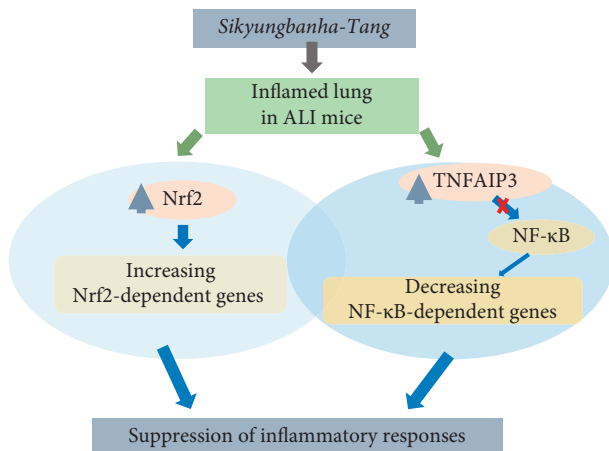 Sikyungbanha-Tang
Inflamed lung
in ALI mice
Nrf2
TNFAIP3
NF-κB
Increasing
Nrf2-dependent genes
Decreasing
NF-κB-dependent genes
Suppression of inflammatory responses